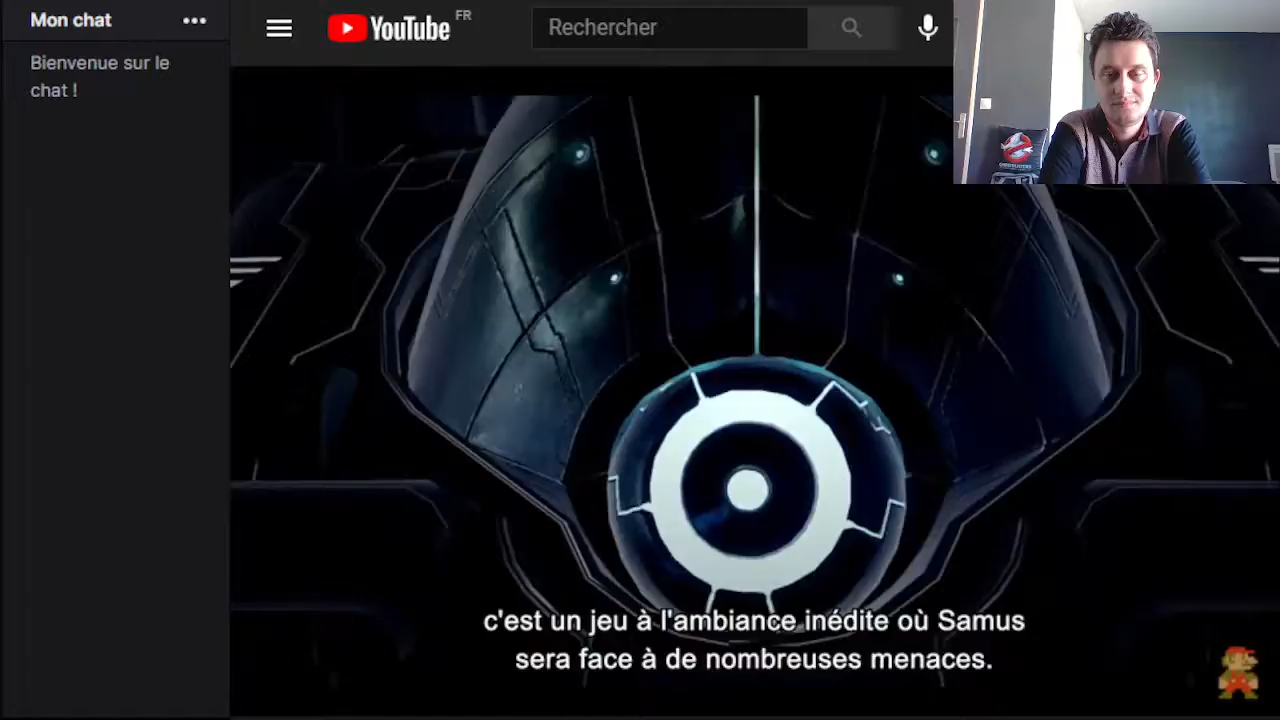 Mon chat
Bienvenue sur le
chat !
YouTube FR
Rechercher
GHOSTBUSTERS
c'est un jeu à l'ambiance inédite où Samus
sera face à de nombreuses menaces.